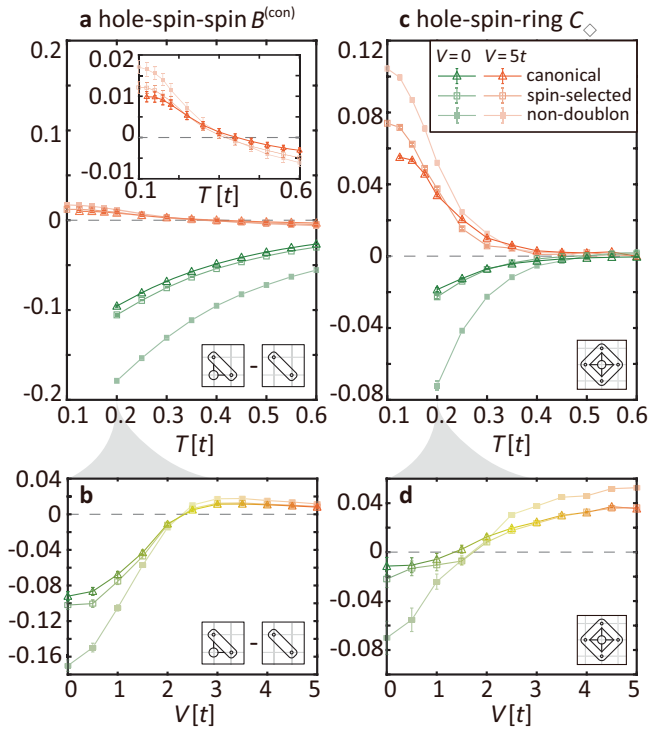 a hole-spin-spin B^(con)
0.2
0.1
0
-0.1
-0.2
0.1 0.2 0.3 0.4 0.5 0.6
T [t]
0.02
0.01
0
-0.01
0.1 0.6
T [t]
c hole-spin-ring C◇
0.12
0.08
0.04
0
-0.04
-0.08
0.1 0.2 0.3 0.4 0.5 0.6
T [t]
V=0 V=5t
canonical
spin-selected
non-doublon
b
0.04
0
-0.04
-0.08
-0.12
-0.16
0 1 2 3 4 5
V [t]
d
0.04
0
-0.04
-0.08
0 1 2 3 4 5
V [t]